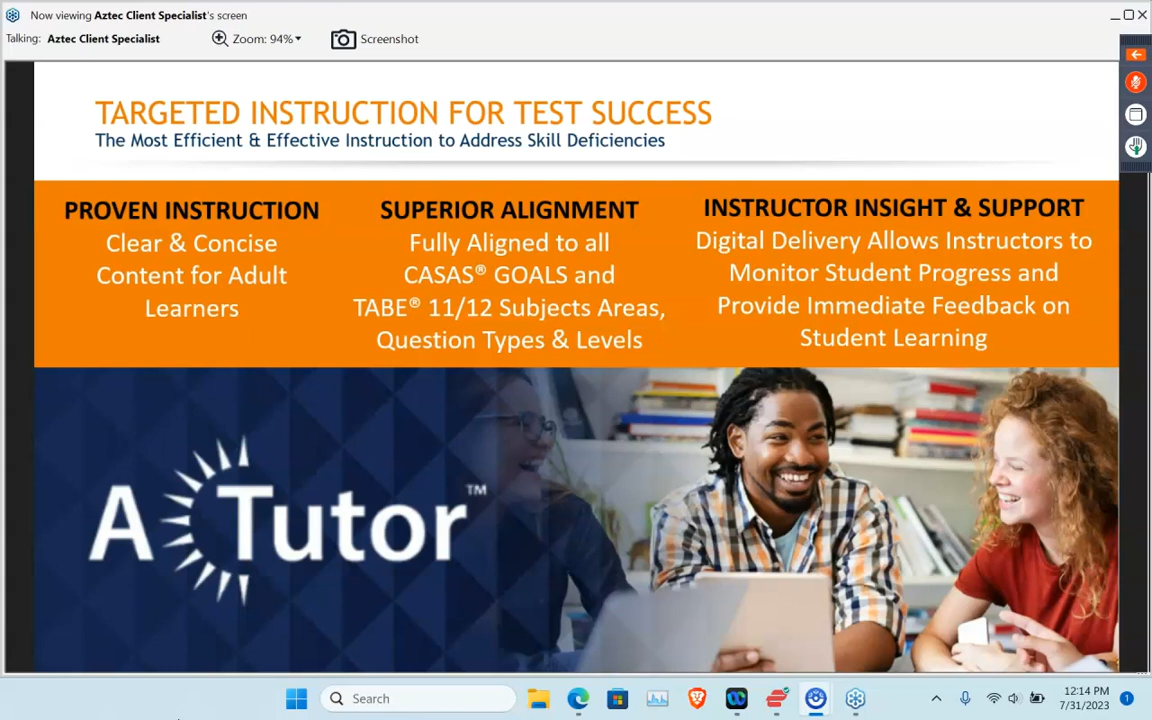 Now viewing Aztec Client Specialist's screen
Talking: Aztec Client Specialist
Zoom: 94%
Screenshot
TARGETED INSTRUCTION FOR TEST SUCCESS
The Most Efficient & Effective Instruction to Address Skill Deficiencies
PROVEN INSTRUCTION
Clear & Concise
Content for Adult
Learners
SUPERIOR ALIGNMENT
Fully Aligned to all
CASAS® GOALS and
TABE® 11/12 Subjects Areas,
Question Types & Levels
INSTRUCTOR INSIGHT & SUPPORT
Digital Delivery Allows Instructors to
Monitor Student Progress and
Provide Immediate Feedback on
Student Learning
A Tutor™
Search
12:14 PM
7/31/2023
1